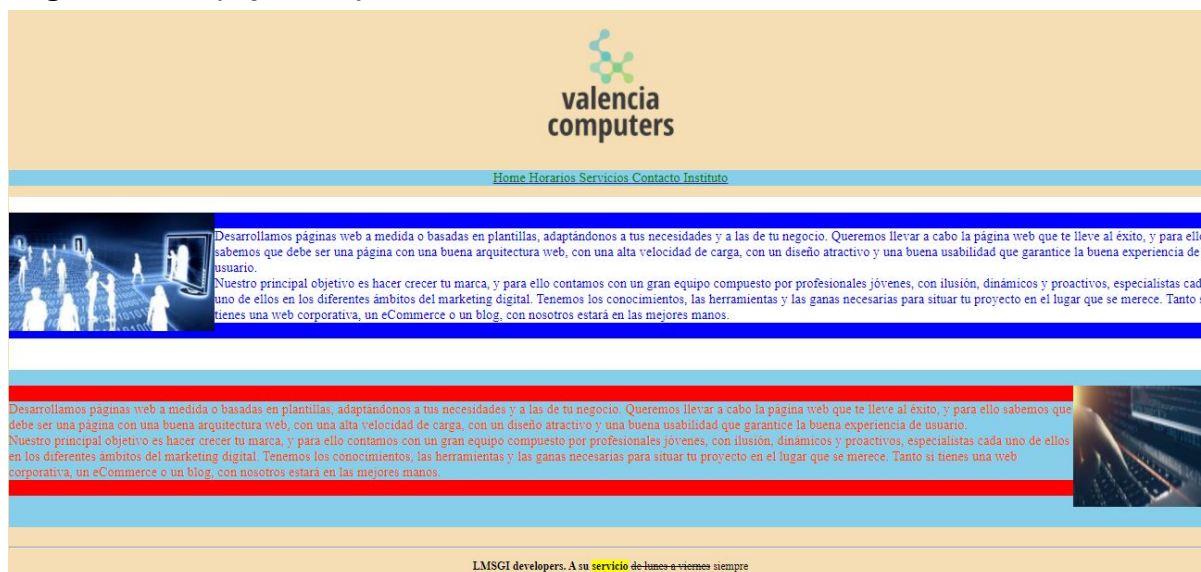 valencia
computers
Home Horarios Servicios Contacto Instituto
Desarrollamos páginas web a medida o basadas en plantillas, adaptándonos a tus necesidades y a las de tu negocio. Queremos llevar a cabo la página web que te lleve al éxito, y para ello
sabemos que debe ser una página con una buena arquitectura web, con una alta velocidad de carga, con un diseño atractivo y una buena usabilidad que garantice la buena experiencia de
usuario.
Nuestro principal objetivo es hacer crecer tu marca, y para ello contamos con un gran equipo compuesto por profesionales jóvenes, con ilusión, dinámicos y proactivos, especialistas cad
uno de ellos en los diferentes ámbitos del marketing digital. Tenemos los conocimientos, las herramientas y las ganas necesarias para situar tu proyecto en el lugar que se merece. Tanto s
tienes una web corporativa, un eCommerce o un blog, con nosotros estará en las mejores manos.
Desarrollamos páginas web a medida o basadas en plantillas, adaptándonos a tus necesidades y a las de tu negocio. Queremos llevar a cabo la página web que te lleve al éxito, y para ello sabemos que
debe ser una página con una buena arquitectura web, con una alta velocidad de carga, con un diseño atractivo y una buena usabilidad que garantice la buena experiencia de usuario.
Nuestro principal objetivo es hacer crecer tu marca, y para ello contamos con un gran equipo compuesto por profesionales jóvenes, con ilusión, dinámicos y proactivos, especialistas cada uno de ellos
en los diferentes ámbitos del marketing digital. Tenemos los conocimientos, las herramientas y las ganas necesarias para situar tu proyecto en el lugar que se merece. Tanto si tienes una web
corporativa, un eCommerce o un blog, con nosotros estará en las mejores manos.
LMSGI developers. A su servicio de lunes a viernes siempre